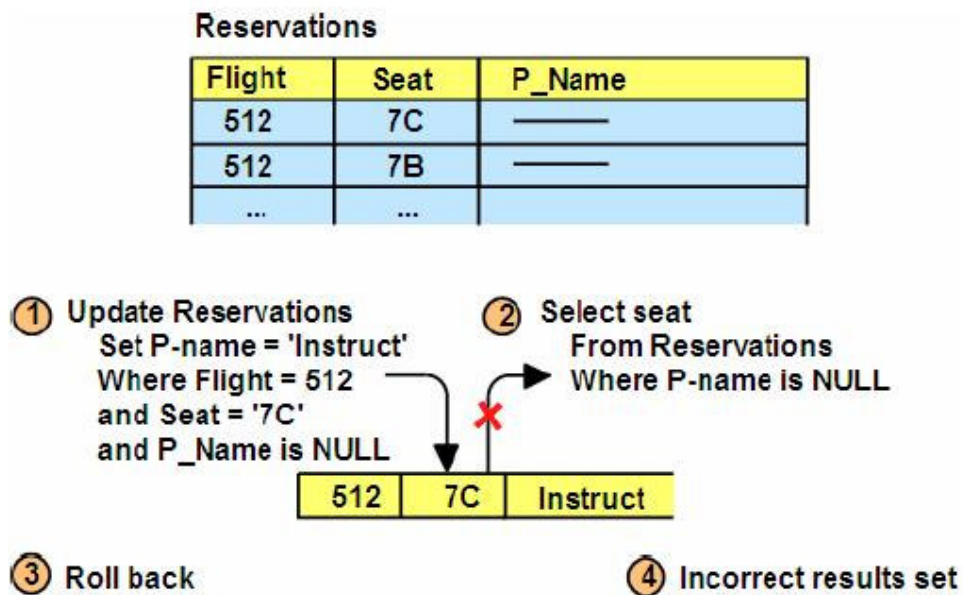 Reservations
Flight Seat P_Name
512 7C
512 7B
... ...
1 Update Reservations
Set P-name = 'Instruct'
Where Flight = 512
and Seat = '7C'
and P_Name is NULL
2 Select seat
From Reservations
Where P-name is NULL
512 7C Instruct
3 Roll back
4 Incorrect results set